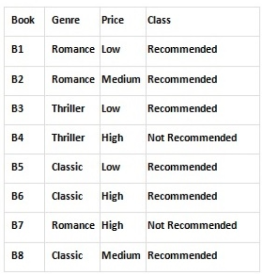 Book Genre Price Class
B1 Romance Low Recommended
B2 Romance Medium Recommended
B3 Thriller Low Recommended
B4 Thriller High Not Recommended
B5 Classic Low Recommended
B6 Classic High Recommended
B7 Romance High Not Recommended
B8 Classic Medium Recommended